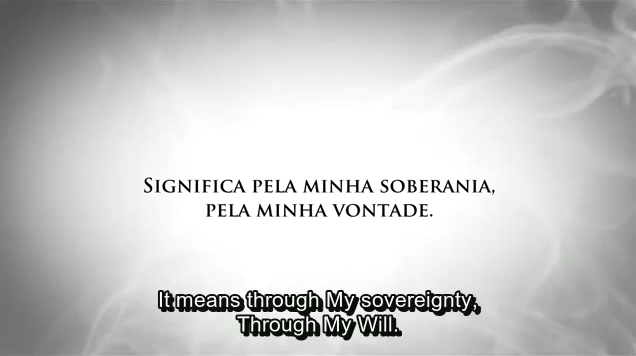 Significa pela minha soberania,
pela minha vontade.
It means through My sovereignty,
Through My Will.